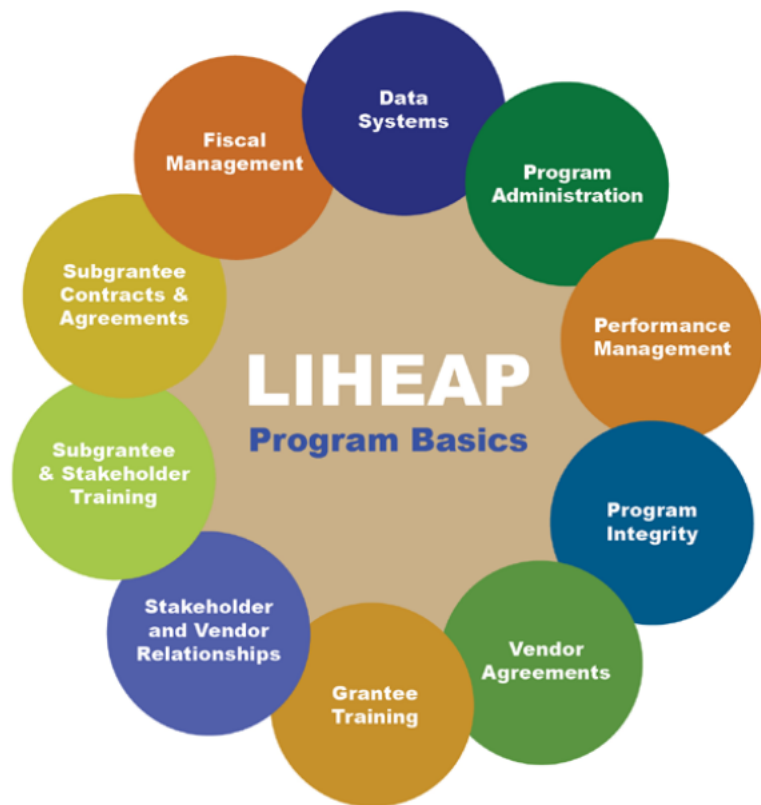 Data
Systems
Program
Administration
Performance
Management
Program
Integrity
Vendor
Agreements
Grantee
Training
Stakeholder
and Vendor
Relationships
Subgrantee
& Stakeholder
Training
Subgrantee
Contracts &
Agreements
Fiscal
Management
LIHEAP
Program Basics